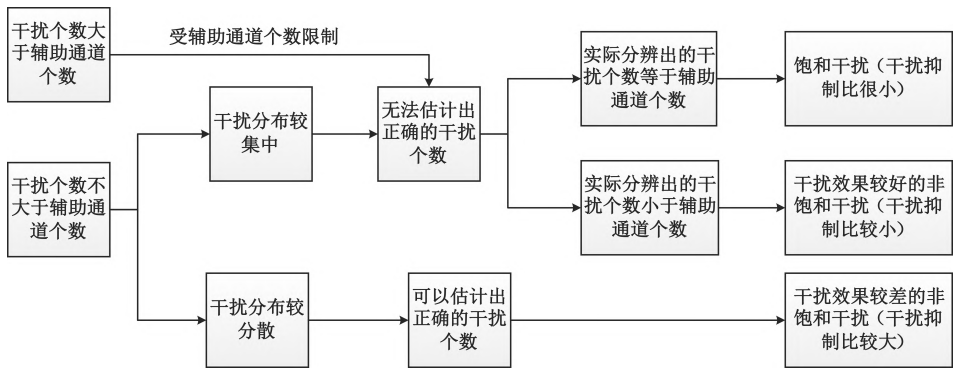 干扰个数大
于辅助通道
个数
受辅助通道个数限制
实际分辨出的干
扰个数等于辅助
通道个数
饱和干扰（干扰抑
制比很小）
干扰分布较
集中
无法估计出
正确的干扰
个数
干扰个数不
大于辅助通
道个数
实际分辨出的干
扰个数小于辅助
通道个数
干扰效果较好的非
饱和干扰（干扰抑
制比较小）
干扰分布较
分散
可以估计出
正确的干扰
个数
干扰效果较差的非
饱和干扰（干扰抑
制比较大）